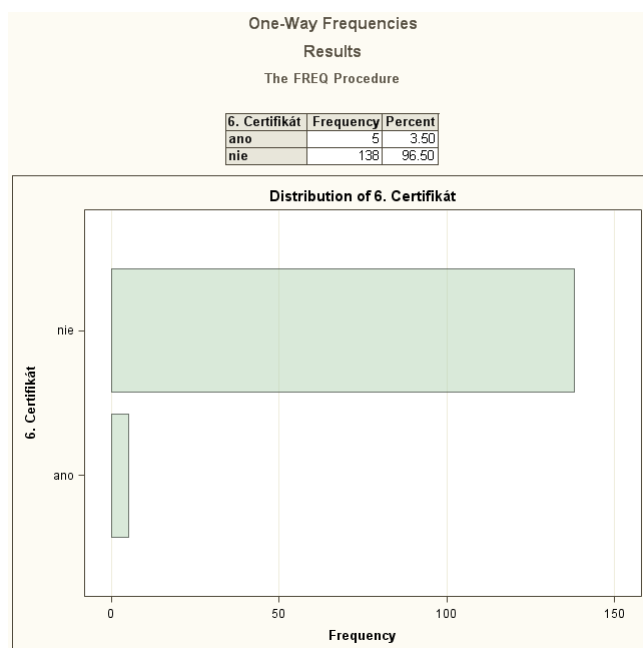 One-Way Frequencies
Results
The FREQ Procedure
6. Certifikát Frequency Percent
ano 5 3.50
nie 138 96.50
Distribution of 6. Certifikát
nie
ano
6. Certifikát
0 50 100 150
Frequency